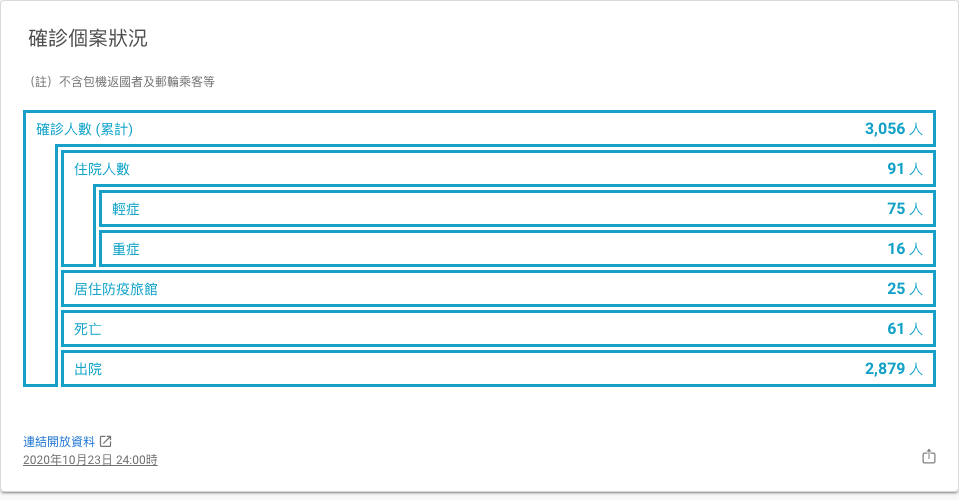 確診個案狀況
（註）不含包機返國者及郵輪乘客等
確診人數 (累計) 3,056 人
住院人數 91 人
輕症 75 人
重症 16 人
居住防疫旅館 25 人
死亡 61 人
出院 2,879 人
連結開放資料
2020年10月23日 24:00時